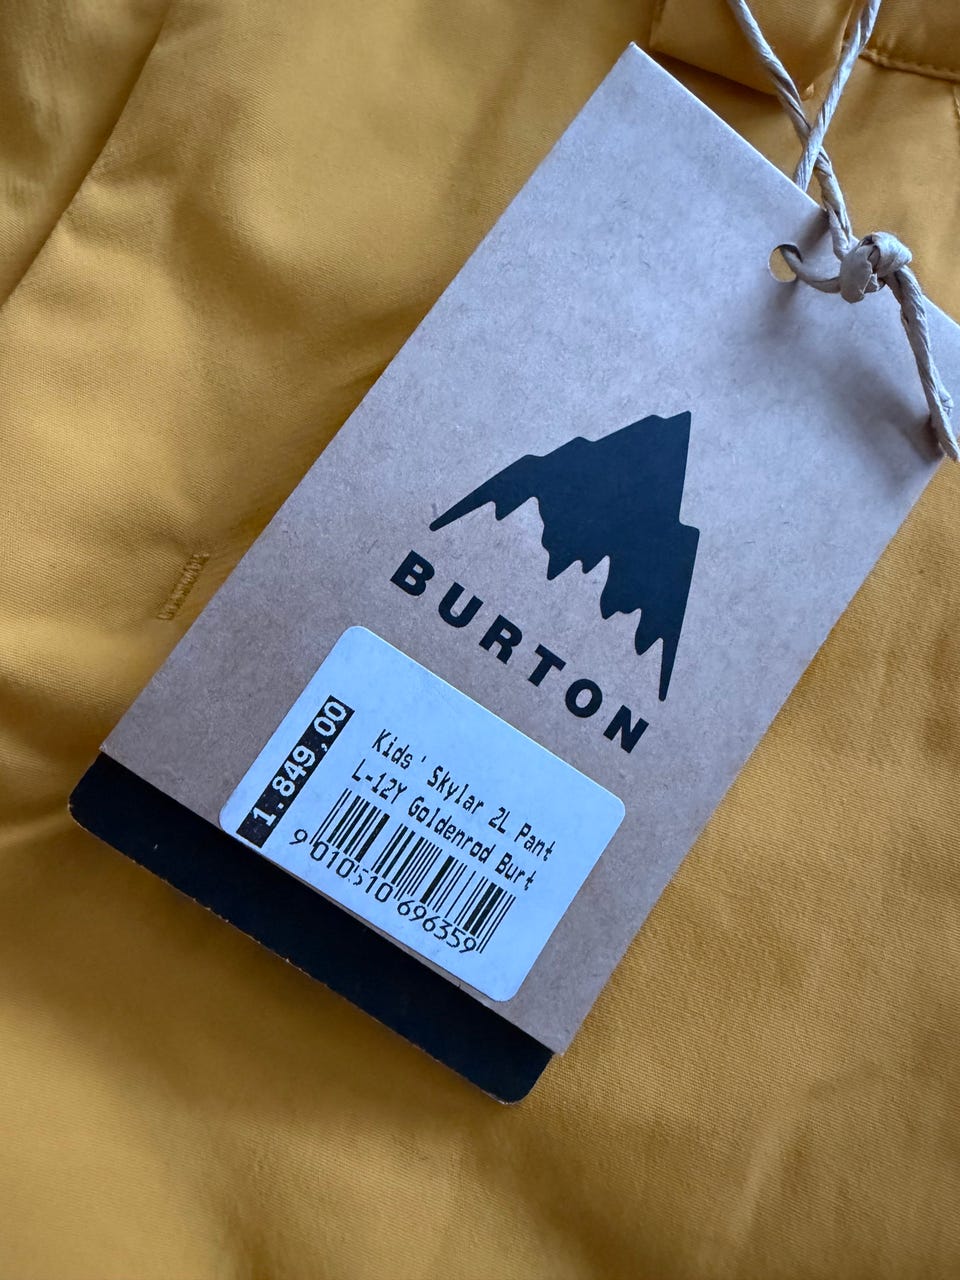 BURTON
1.849,00
Kids' Skylar 2L Pant
L-12Y Goldenrod Burt
9 010510 696359